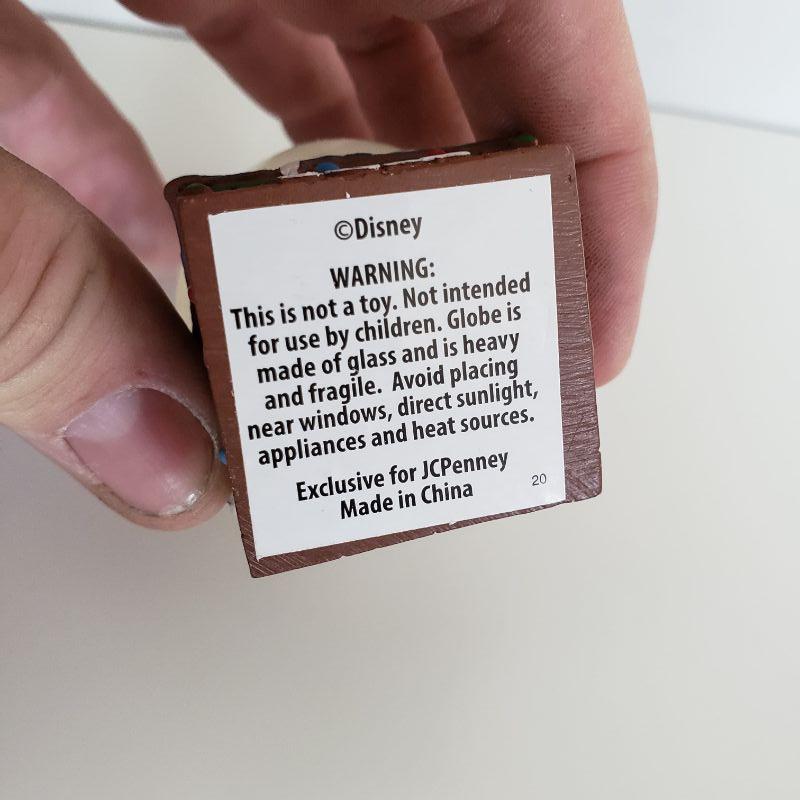 ©Disney
WARNING:
This is not a toy. Not intended
for use by children. Globe is
made of glass and is heavy
and fragile. Avoid placing
near windows, direct sunlight,
appliances and heat sources.
Exclusive for JCPenney
Made in China
20